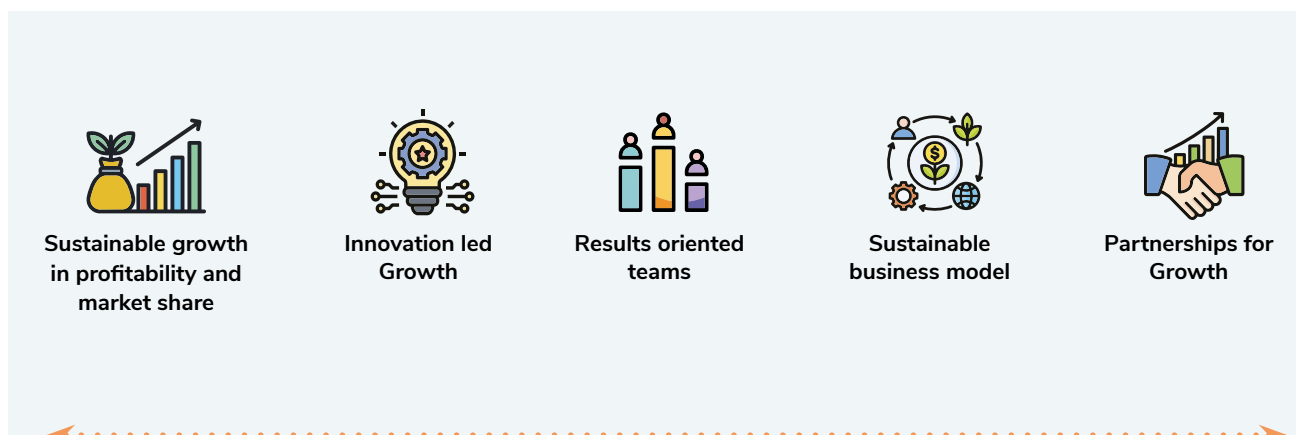 Sustainable growth
in profitability and
market share
Innovation led
Growth
Results oriented
teams
Sustainable
business model
Partnerships for
Growth
$